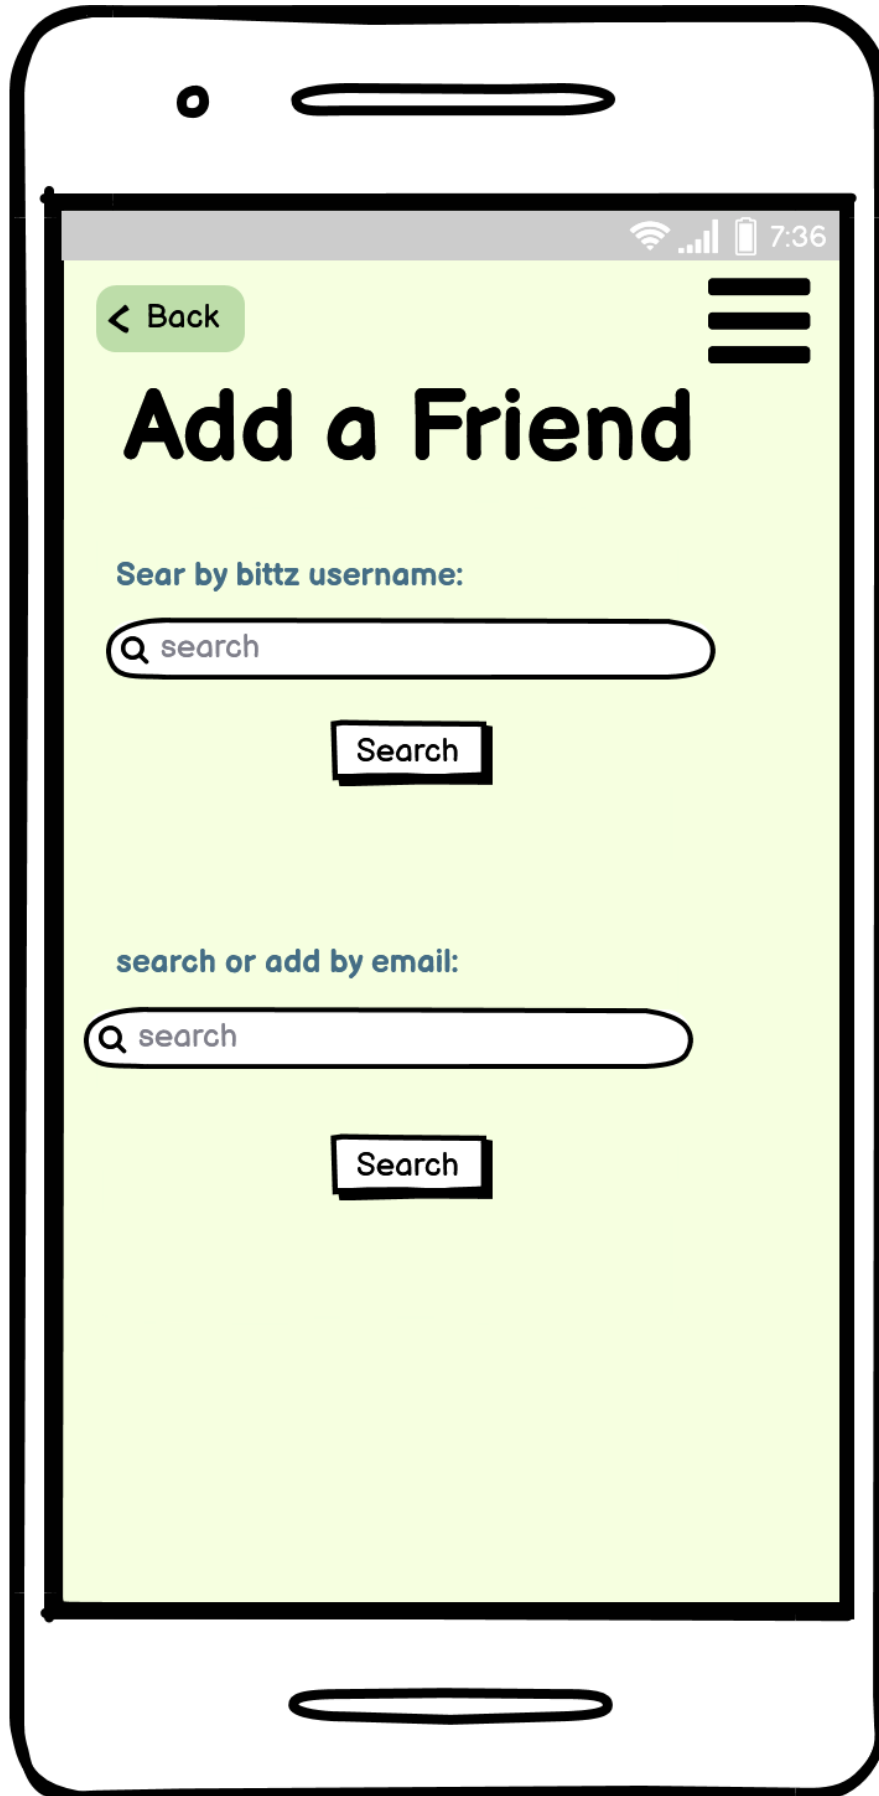 7:36
Back
Add a Friend
Sear by bittz username:
search
Search
search or add by email:
search
Search